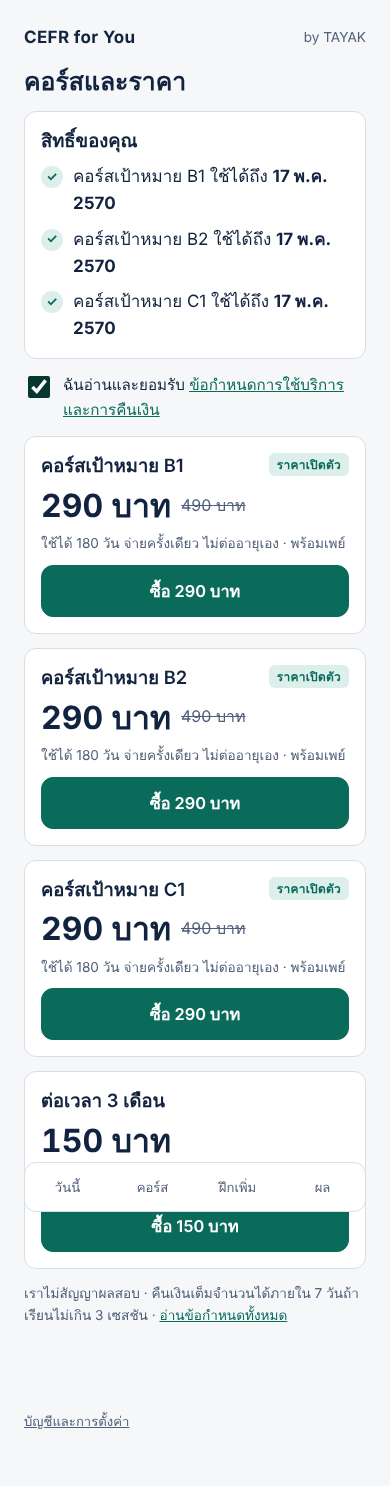 CEFR for You
by TAYAK
คอร์สและราคา
สิทธิ์ของคุณ
คอร์สเป้าหมาย B1 ใช้ได้ถึง 17 พ.ค.
2570
คอร์สเป้าหมาย B2 ใช้ได้ถึง 17 พ.ค.
2570
คอร์สเป้าหมาย C1 ใช้ได้ถึง 17 พ.ค.
2570
ฉันอ่านและยอมรับ ข้อกำหนดการใช้บริการ
และการคืนเงิน
คอร์สเป้าหมาย B1
ราคาเปิดตัว
290 บาท 490 บาท
ใช้ได้ 180 วัน จ่ายครั้งเดียว ไม่ต่ออายุเอง · พร้อมเพย์
ซื้อ 290 บาท
คอร์สเป้าหมาย B2
ราคาเปิดตัว
290 บาท 490 บาท
ใช้ได้ 180 วัน จ่ายครั้งเดียว ไม่ต่ออายุเอง · พร้อมเพย์
ซื้อ 290 บาท
คอร์สเป้าหมาย C1
ราคาเปิดตัว
290 บาท 490 บาท
ใช้ได้ 180 วัน จ่ายครั้งเดียว ไม่ต่ออายุเอง · พร้อมเพย์
ซื้อ 290 บาท
ต่อเวลา 3 เดือน
150 บาท
วันนี้ คอร์ส ฝึกเพิ่ม ผล
ซื้อ 150 บาท
เราไม่สัญญาผลสอบ · คืนเงินเต็มจำนวนได้ภายใน 7 วันถ้า
เรียนไม่เกิน 3 เซสชัน · อ่านข้อกำหนดทั้งหมด
บัญชีและการตั้งค่า